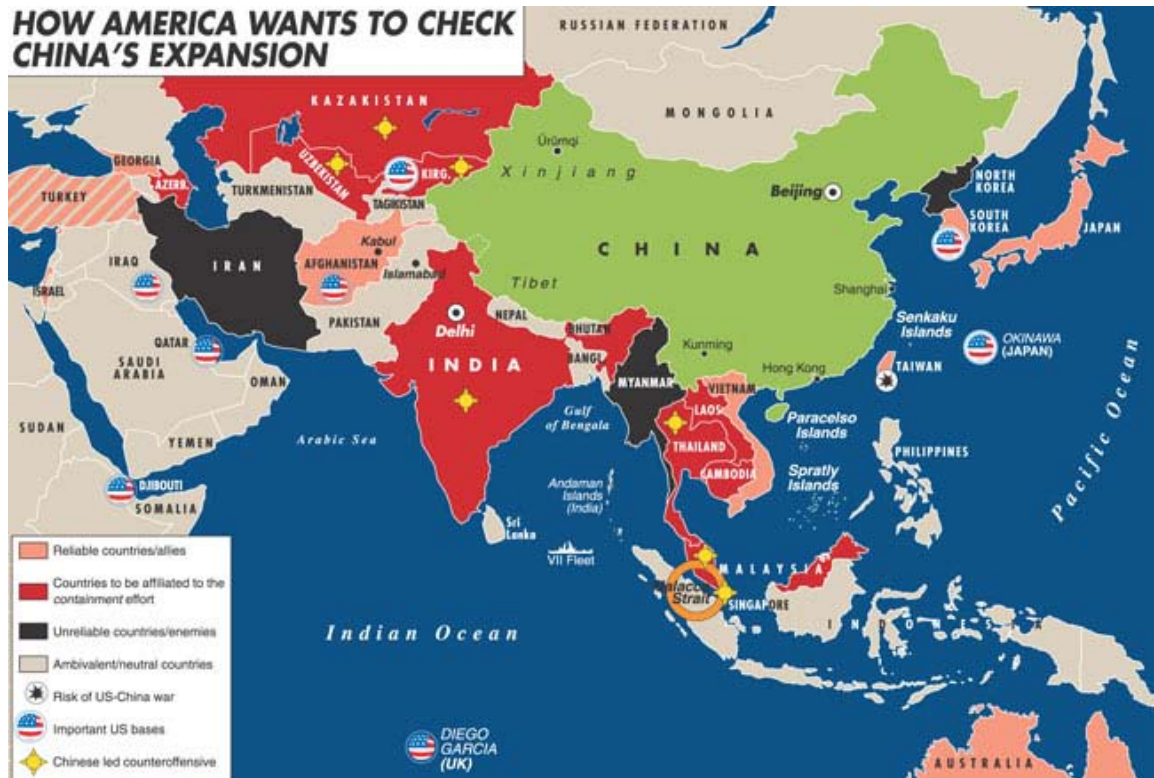 HOW AMERICA WANTS TO CHECK
CHINA'S EXPANSION
RUSSIAN FEDERATION
KAZAKISTAN
MONGOLIA
Ürümqi
Xinjiang
GEORGIA
AZERB.
UZBEKISTAN
KIRG.
TURKEY
TURKMENISTAN
TAGIKISTAN
Beijing
NORTH
KOREA
SOUTH
KOREA
JAPAN
CHINA
Kabul
IRAQ
IRAN
AFGHANISTAN
Islamabad
Tibet
Shanghai
ISRAEL
PAKISTAN
NEPAL
Delhi
Senkaku
Islands
QATAR
BHUTAN
Kunming
OKINAWA
(JAPAN)
SAUDI
ARABIA
INDIA
BANGL.
Hong Kong
TAIWAN
OMAN
MYANMAR
VIETNAM
LAOS
Paracelso
Islands
SUDAN
YEMEN
Arabic Sea
Gulf
of Bengala
THAILAND
PHILIPPINES
Pacific Ocean
CAMBODIA
Spratly
Islands
DJIBOUTI
SOMALIA
Andaman
Islands
(India)
Sri
Lanka
VII Fleet
MALAYSIA
Malacca
Strait
SINGAPORE
INDONESIA
Indian Ocean
Reliable countries/allies
Countries to be affiliated to the
containment effort
Unreliable countries/enemies
Ambivalent/neutral countries
Risk of US-China war
Important US bases
Chinese led counteroffensive
DIEGO
GARCIA
(UK)
AUSTRALIA